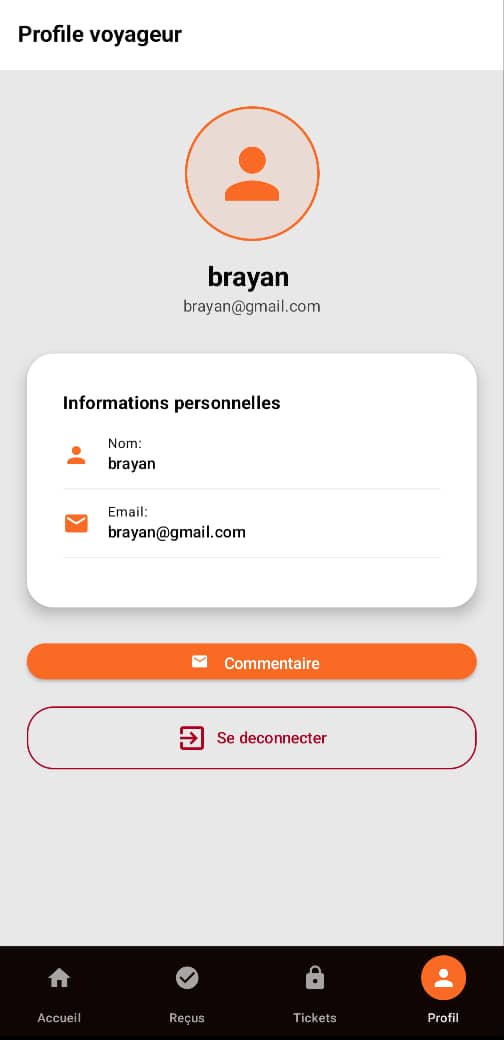 Profile voyageur
brayan
brayan@gmail.com
Informations personnelles
Nom:
brayan
Email:
brayan@gmail.com
Commentaire
Se deconnecter
Accueil
Reçus
Tickets
Profil